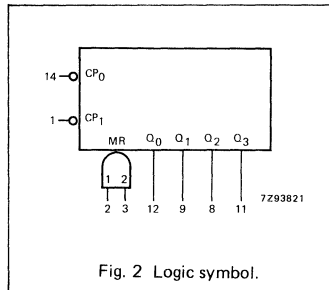 14 CP0
1 CP1
MR Q0 Q1 Q2 Q3
1 2
2 3 12 9 8 11
7Z93821
Fig. 2 Logic symbol.